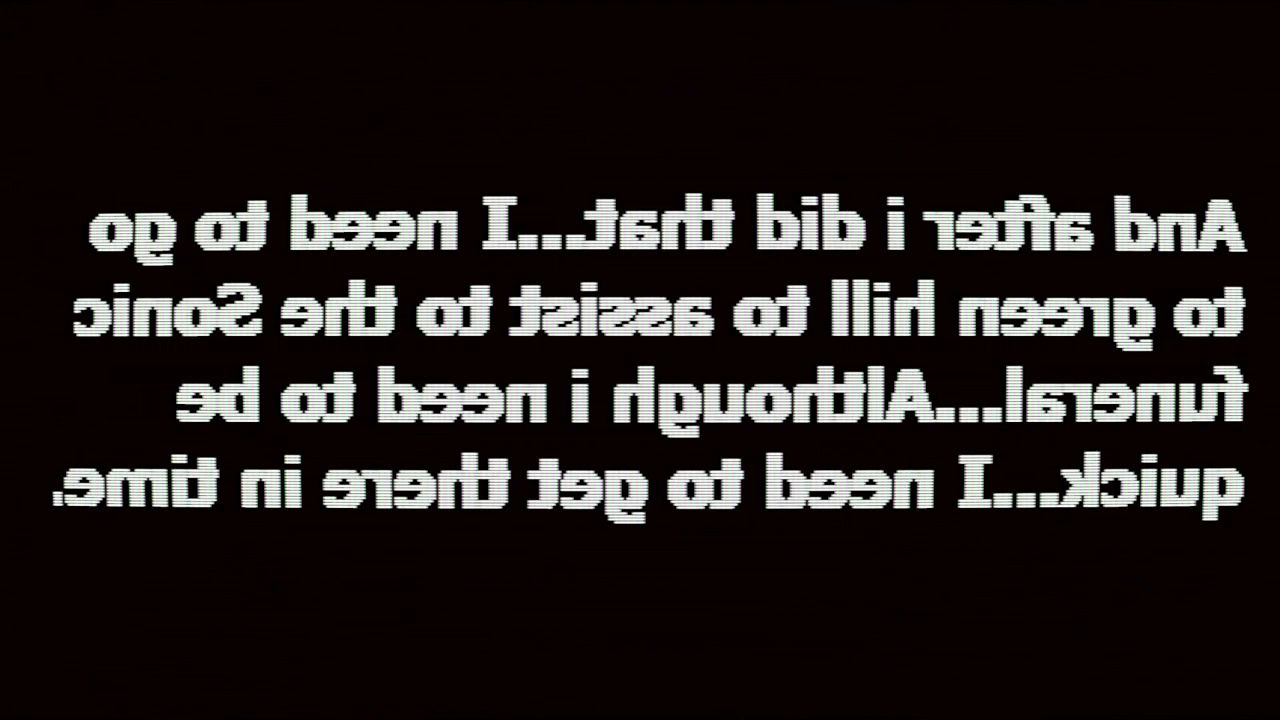 And after i did that...I need to go
to green hill to assist to the Sonic
funeral...Although i need to be
quick...I need to get there in time.